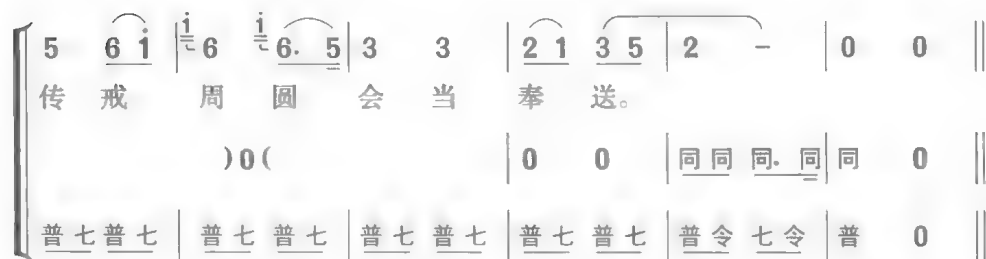 5 6 i | i 6 i 6. 5 | 3 3 | 2 1 3 5 | 2 - | 0 0
传 戒 周 圆 会 当 奉 送。
)0( | 0 0 | 同 同 同. 同 | 同 0
普 七 普 七 | 普 七 普 七 | 普 七 普 七 | 普 七 普 七 | 普 令 七 令 | 普 0